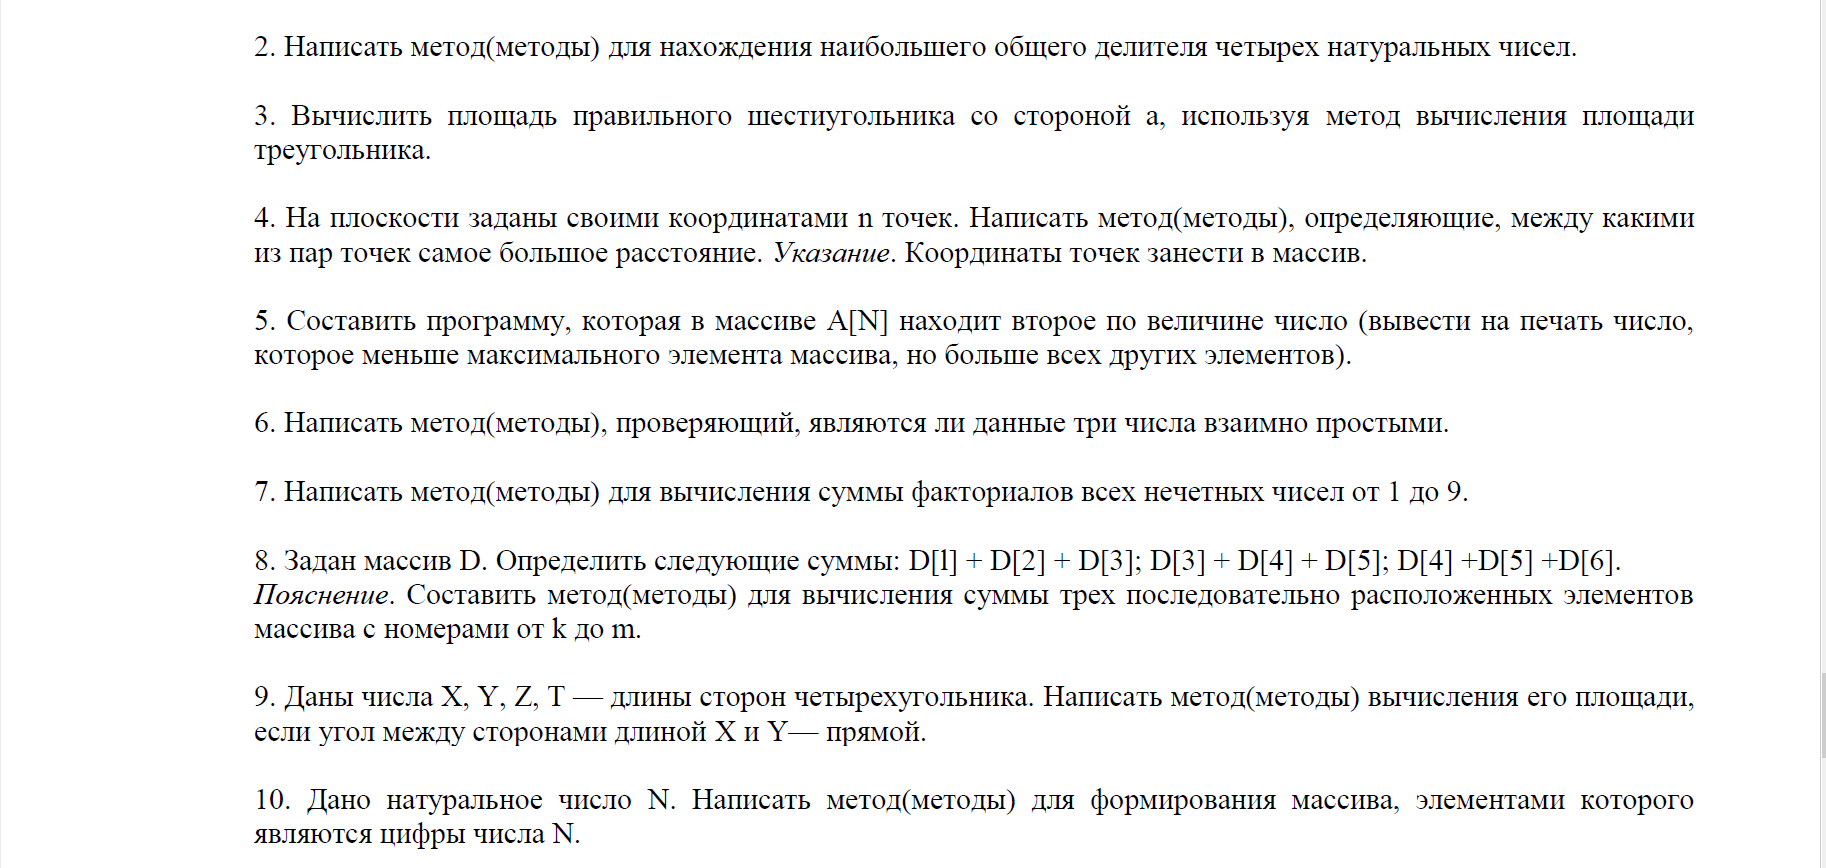 2. Написать метод(методы) для нахождения наибольшего общего делителя четырех натуральных чисел.
3. Вычислить площадь правильного шестиугольника со стороной а, используя метод вычисления площади
треугольника.
4. На плоскости заданы своими координатами n точек. Написать метод(методы), определяющие, между какими
из пар точек самое большое расстояние. Указание. Координаты точек занести в массив.
5. Составить программу, которая в массиве A[N] находит второе по величине число (вывести на печать число,
которое меньше максимального элемента массива, но больше всех других элементов).
6. Написать метод(методы), проверяющий, являются ли данные три числа взаимно простыми.
7. Написать метод(методы) для вычисления суммы факториалов всех нечетных чисел от 1 до 9.
8. Задан массив D. Определить следующие суммы: D[l] + D[2] + D[3]; D[3] + D[4] + D[5]; D[4] +D[5] +D[6].
Пояснение. Составить метод(методы) для вычисления суммы трех последовательно расположенных элементов
массива с номерами от k до m.
9. Даны числа X, Y, Z, Т — длины сторон четырехугольника. Написать метод(методы) вычисления его площади,
если угол между сторонами длиной X и Y— прямой.
10. Дано натуральное число N. Написать метод(методы) для формирования массива, элементами которого
являются цифры числа N.